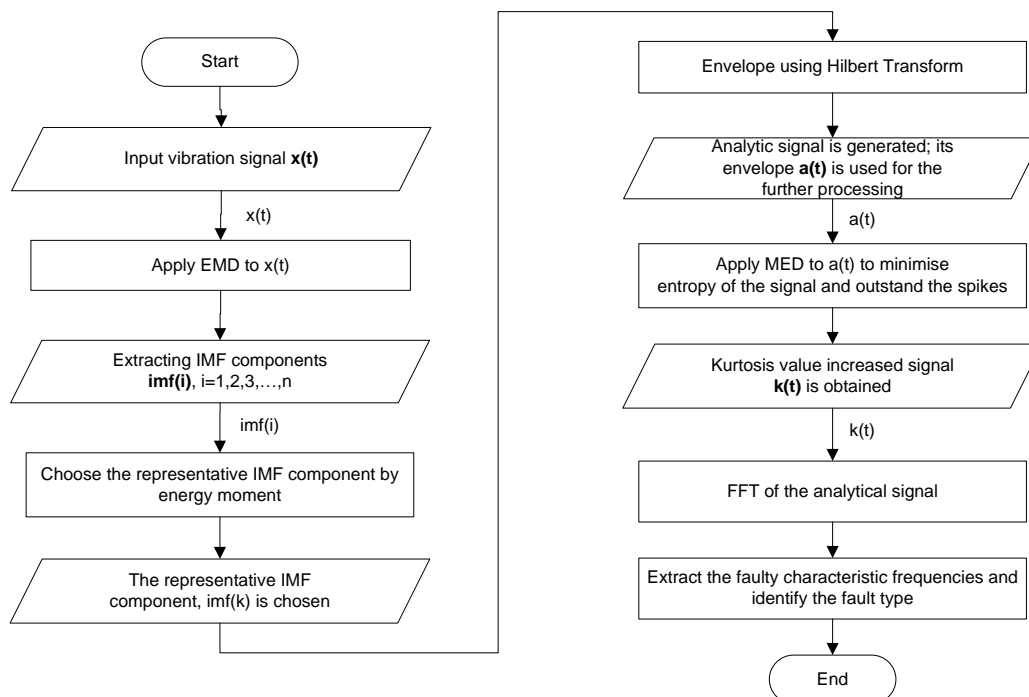 Start
Input vibration signal x(t)
x(t)
Apply EMD to x(t)
Extracting IMF components
imf(i), i=1,2,3,...,n
imf(i)
Choose the representative IMF component by
energy moment
The representative IMF
component, imf(k) is chosen
Envelope using Hilbert Transform
Analytic signal is generated; its
envelope a(t) is used for the
further processing
a(t)
Apply MED to a(t) to minimise
entropy of the signal and outstand the spikes
Kurtosis value increased signal
k(t) is obtained
k(t)
FFT of the analytical signal
Extract the faulty characteristic frequencies and
identify the fault type
End